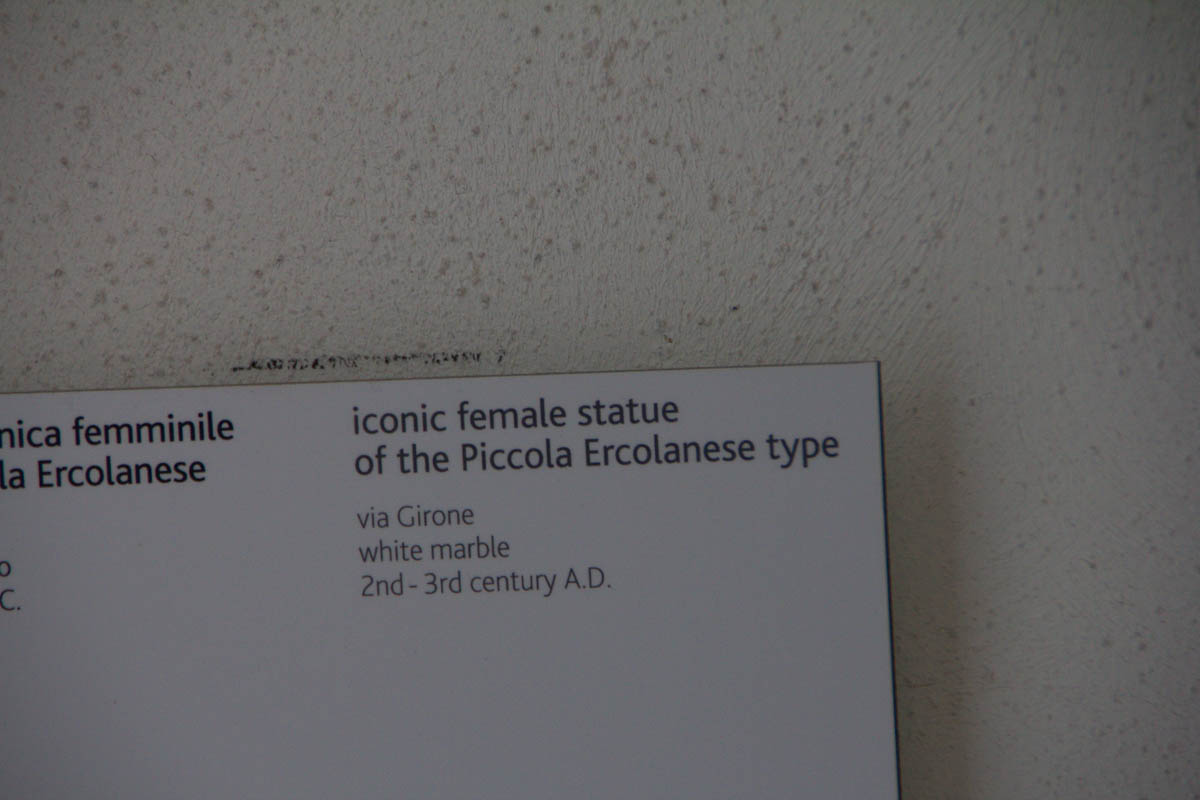 nica femminile
la Ercolanese
o
C.
iconic female statue
of the Piccola Ercolanese type
via Girone
white marble
2nd - 3rd century A.D.